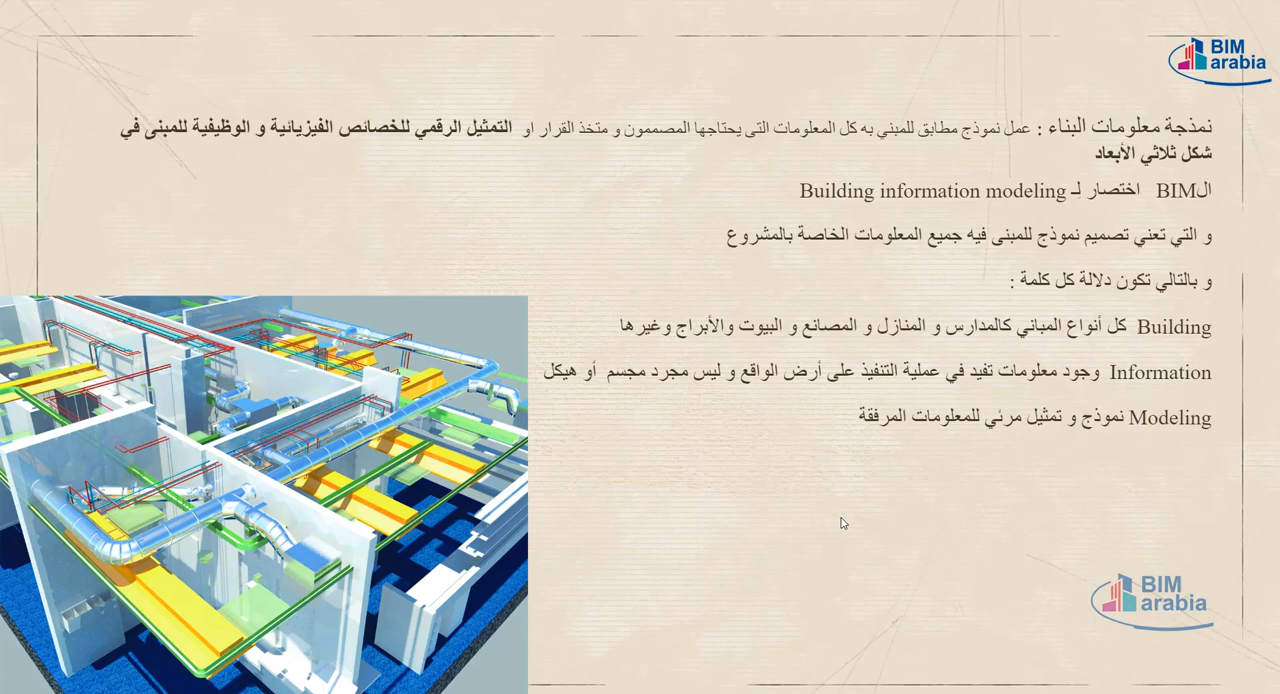 BIM
arabia
نمذجة معلومات البناء : عمل نموذج مطابق للمبني به كل المعلومات التى يحتاجها المصممون و متخذ القرار او التمثيل الرقمي للخصائص الفيزيائية و الوظيفية للمبنى في
شكل ثلاثي الأبعاد
الBIM اختصار لـ Building information modeling
و التي تعني تصميم نموذج للمبنى فيه جميع المعلومات الخاصة بالمشروع
و بالتالي تكون دلالة كل كلمة :
Building كل أنواع المباني كالمدارس و المنازل و المصانع و البيوت والأبراج وغيرها
Information وجود معلومات تفيد في عملية التنفيذ على أرض الواقع و ليس مجرد مجسم أو هيكل
Modeling نموذج و تمثيل مرئي للمعلومات المرفقة
BIM
arabia